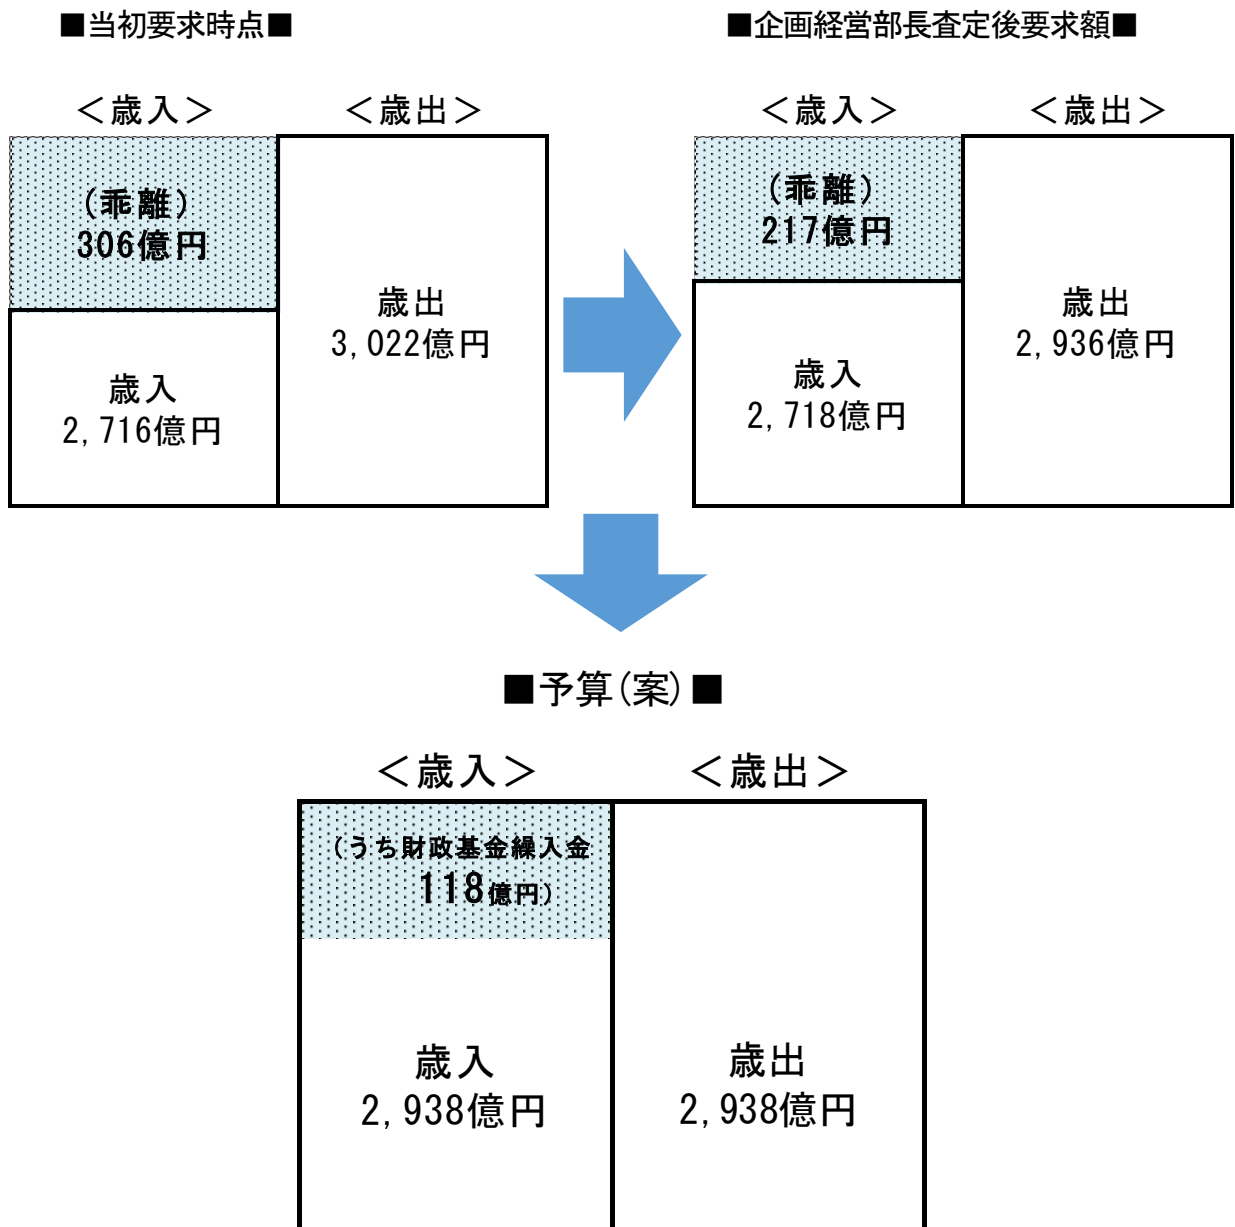 ■当初要求時点■
■企画経営部長査定後要求額■
＜歳入＞
＜歳出＞
（乖離）
306億円
歳入
2,716億円
歳出
3,022億円
＜歳入＞
＜歳出＞
（乖離）
217億円
歳入
2,718億円
歳出
2,936億円
■予算(案)■
＜歳入＞
＜歳出＞
（うち財政基金繰入金
118億円）
歳入
2,938億円
歳出
2,938億円